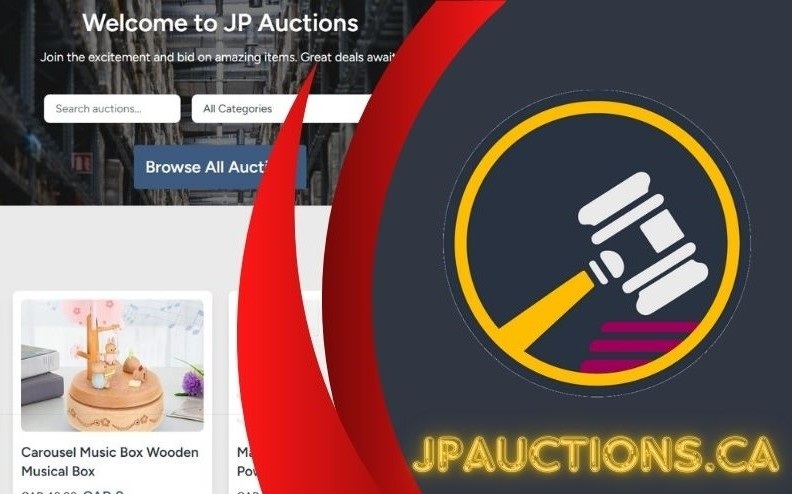 Welcome to JP Auctions
Join the excitement and bid on amazing items. Great deals await
Search auctions...
All Categories
Browse All Aucti
Carousel Music Box Wooden
Musical Box
JPAUCTIONS.CA